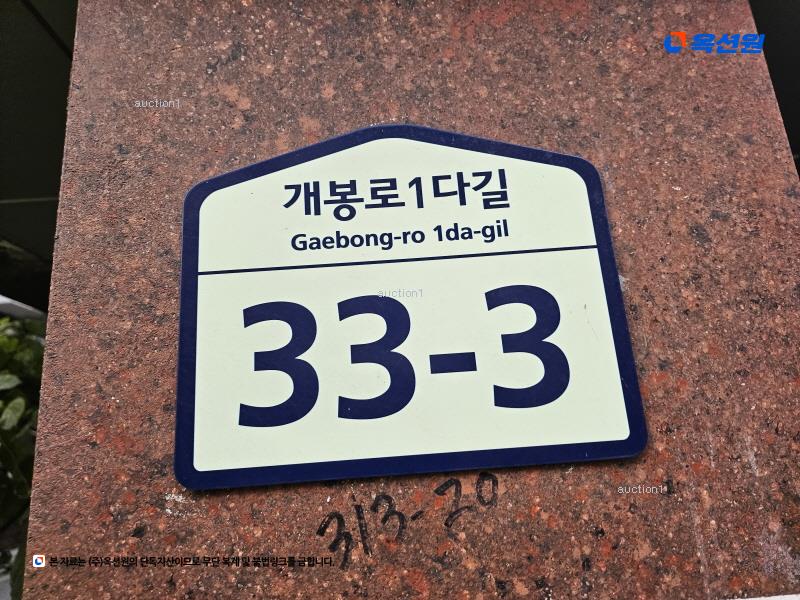 옥션원
auction1
개봉로1다길
Gaebong-ro 1da-gil
auction1
33-3
auction1
313-20
본 자료는 (주)옥션원의 단독자산이므로 무단 복제 및 불법링크를 금합니다.